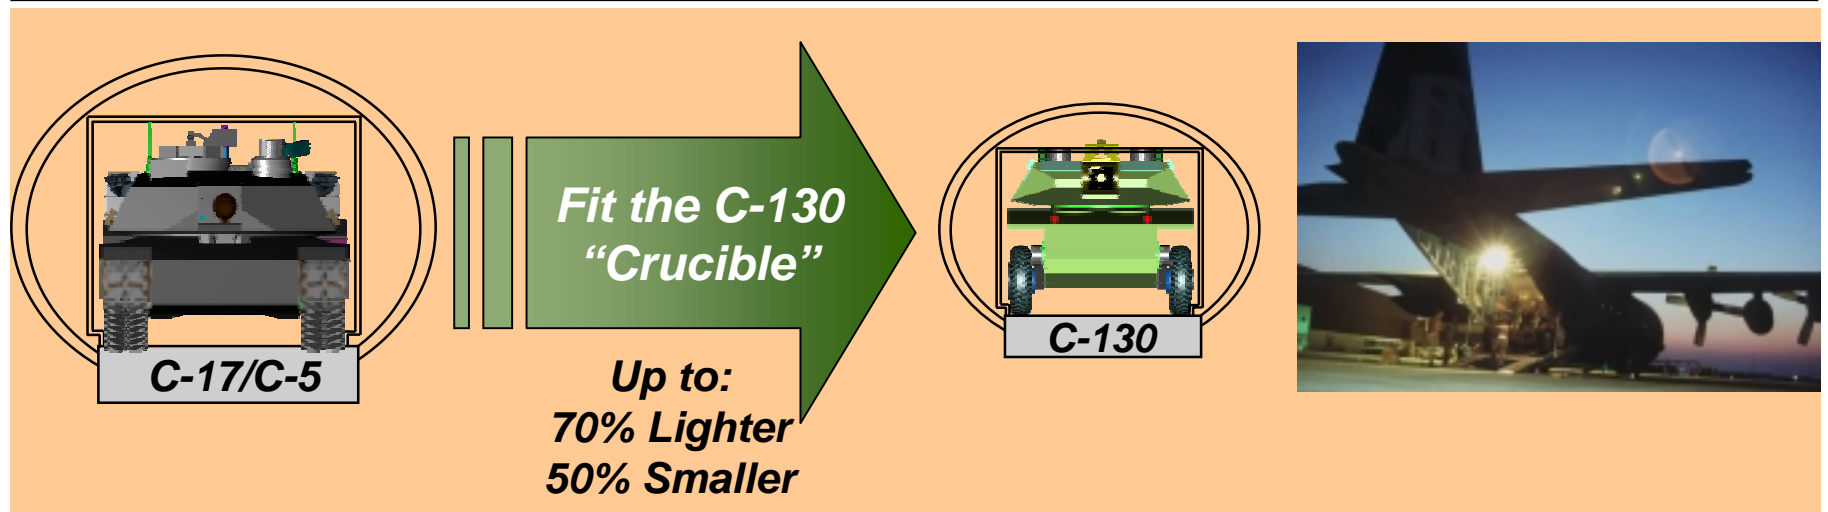 Fit the C-130
“Crucible”
C-17/C-5
C-130
Up to:
70% Lighter
50% Smaller